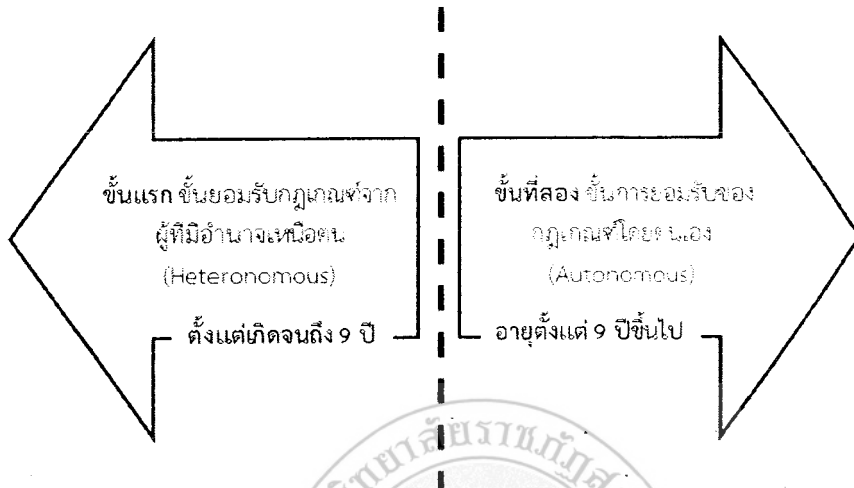 ขั้นแรก ขั้นยอมรับกฎเกณฑ์จาก
ผู้ที่มีอำนาจเหนือตน
(Heteronomous)
ตั้งแต่เกิดจนถึง 9 ปี
ขั้นที่สอง ขั้นการยอมรับของ
กฎเกณฑ์โดยตนเอง
(Autonomous)
อายุตั้งแต่ 9 ปีขึ้นไป
ราชภัฏ